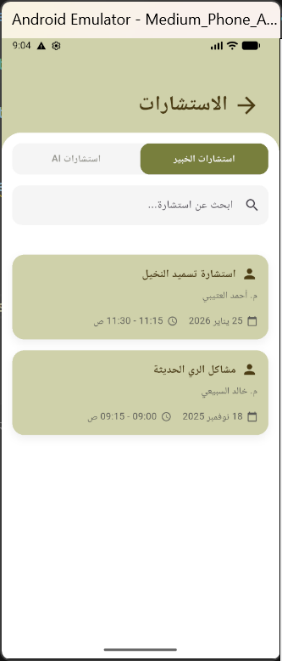 Android Emulator - Medium_Phone_A...
9:04
الاستشارات
استشارات الخبير
استشارات AI
ابحث عن استشارة...
استشارة تسميد النخيل
م. أحمد العتيبي
25 يناير 2026
11:15 - 11:30 ص
مشاكل الري الحديثة
م. خالد السبيعي
18 نوفمبر 2025
09:00 - 09:15 ص